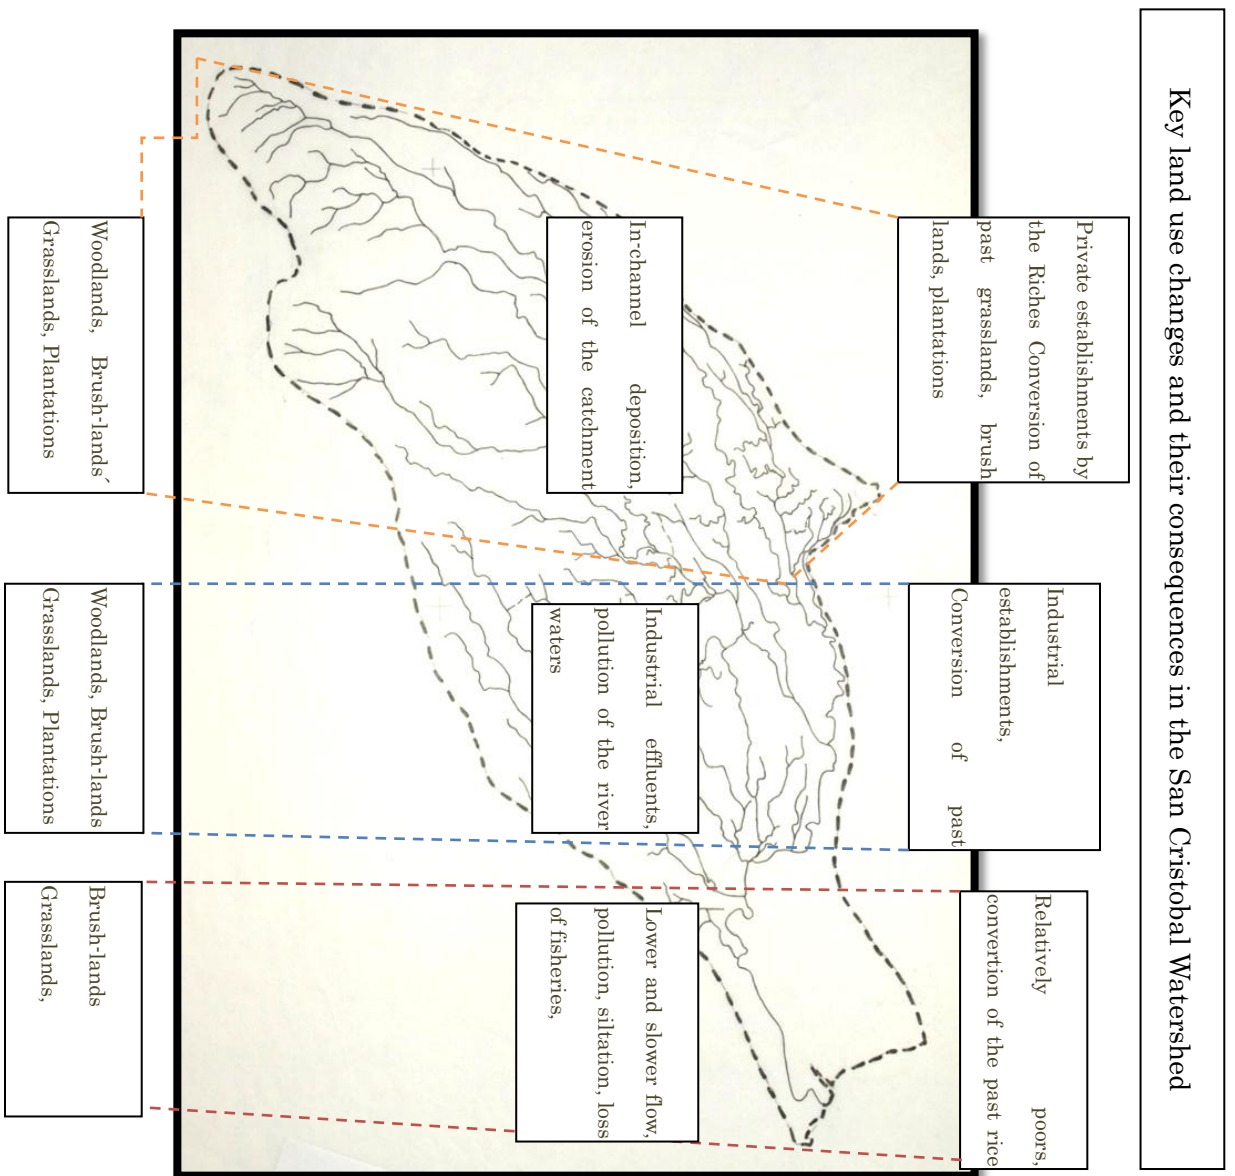 Key land use changes and their consequences in the San Cristobal Watershed
Private establishments by
the Riches Conversion of
past grasslands, brush
lands, plantations
Industrial
establishments,
Conversion of past
Relatively poors,
convertion of the past rice
In-channel deposition,
erosion of the catchment
Industrial effluents,
pollution of the river
waters
Lower and slower flow,
pollution, siltation, loss
of fisheries,
Woodlands, Brush-lands´
Grasslands, Plantations
Woodlands, Brush-lands
Grasslands, Plantations
Brush-lands
Grasslands,